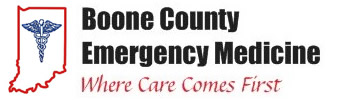 Boone County
Emergency Medicine
Where Care Comes First